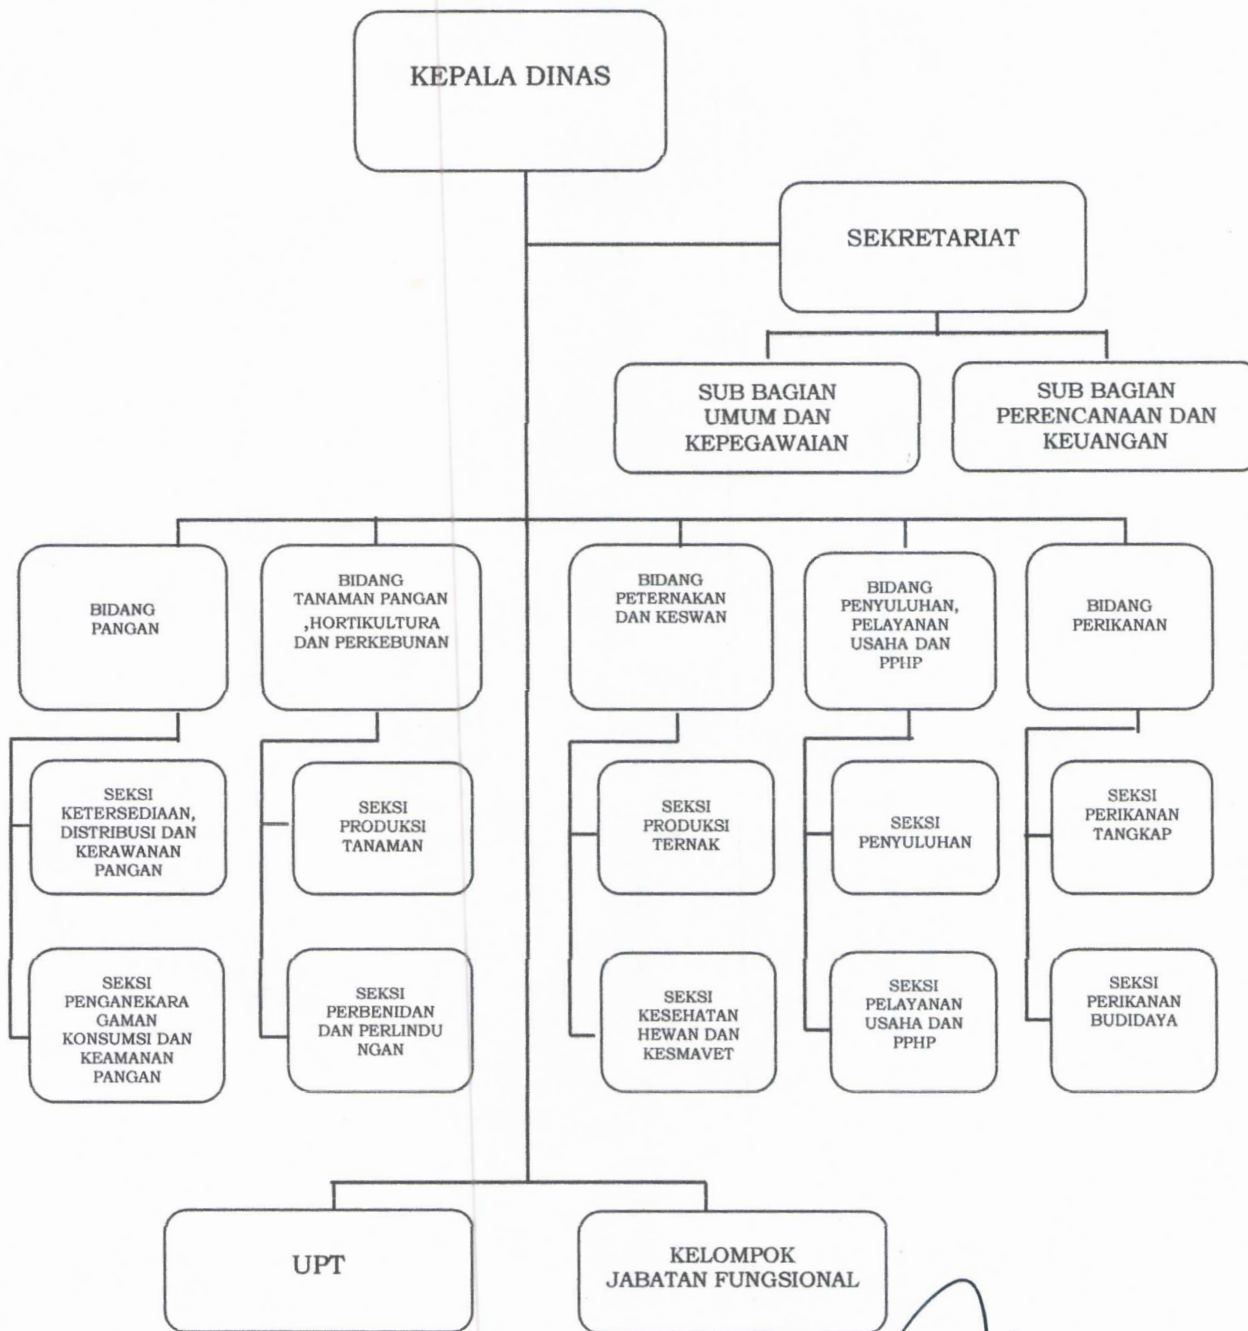 KEPALA DINAS
SEKRETARIAT
SUB BAGIAN
UMUM DAN
KEPEGAWAIAN
SUB BAGIAN
PERENCANAAN DAN
KEUANGAN
BIDANG
PANGAN
BIDANG
TANAMAN PANGAN
,HORTIKULTURA
DAN PERKEBUNAN
BIDANG
PETERNAKAN
DAN KESWAN
BIDANG
PENYULUHAN,
PELAYANAN
USAHA DAN
PPHP
BIDANG
PERIKANAN
SEKSI
KETERSEDIAAN,
DISTRIBUSI DAN
KERAWANAN
PANGAN
SEKSI
PRODUKSI
TANAMAN
SEKSI
PRODUKSI
TERNAK
SEKSI
PENYULUHAN
SEKSI
PERIKANAN
TANGKAP
SEKSI
PENGANEKARA
GAMAN
KONSUMSI DAN
KEAMANAN
PANGAN
SEKSI
PERBENIDAN
DAN PERLINDU
NGAN
SEKSI
KESEHATAN
HEWAN DAN
KESMAVET
SEKSI
PELAYANAN
USAHA DAN
PPHP
SEKSI
PERIKANAN
BUDIDAYA
UPT
KELOMPOK
JABATAN FUNGSIONAL